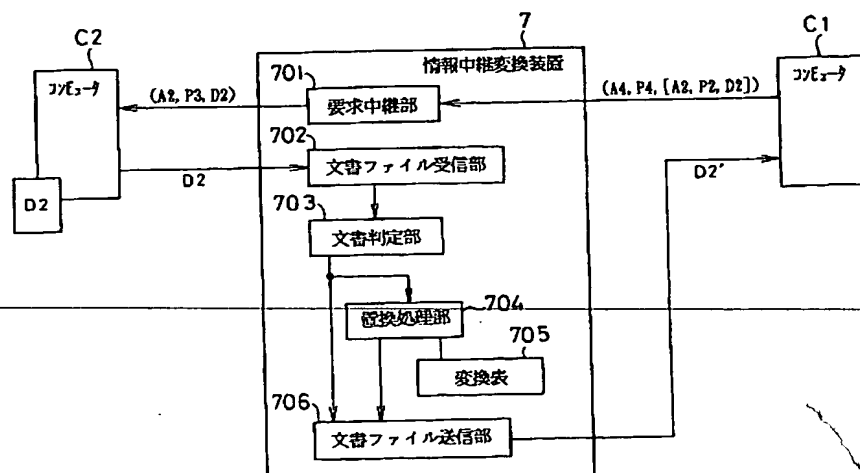 C2
コンピュータ
D2
(A2, P3, D2)
D2
7
情報中継変換装置
701
要求中継部
702
文書ファイル受信部
703
文書判定部
704
置換処理部
705
変換表
706
文書ファイル送信部
C1
コンピュータ
(A4, P4, [A2, P2, D2])
D2'